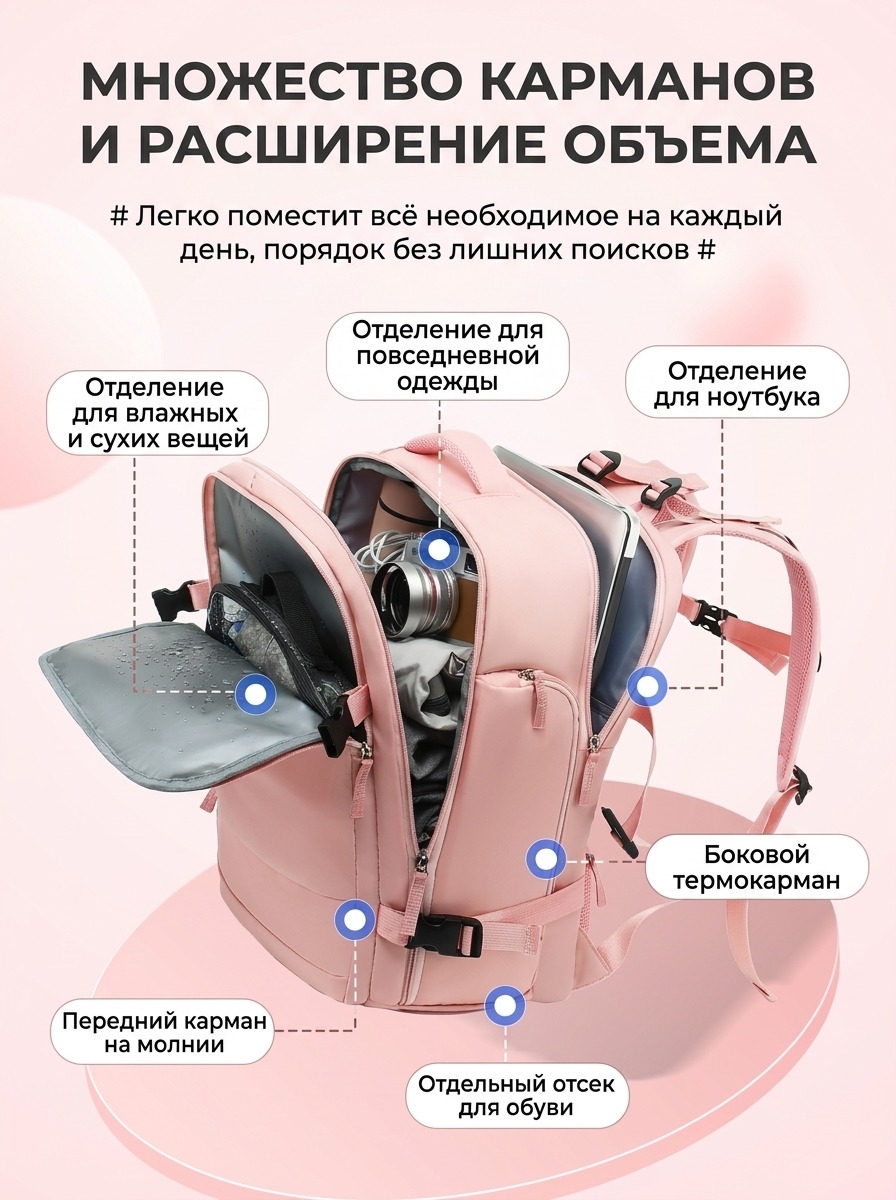 МНОЖЕСТВО КАРМАНОВ
И РАСШИРЕНИЕ ОБЪЕМА
# Легко поместит всё необходимое на каждый
день, порядок без лишних поисков #
Отделение для
повседневной
одежды
Отделение
для ноутбука
Отделение
для влажных
и сухих вещей
Боковой
термокарман
Передний карман
на молнии
Отдельный отсек
для обуви